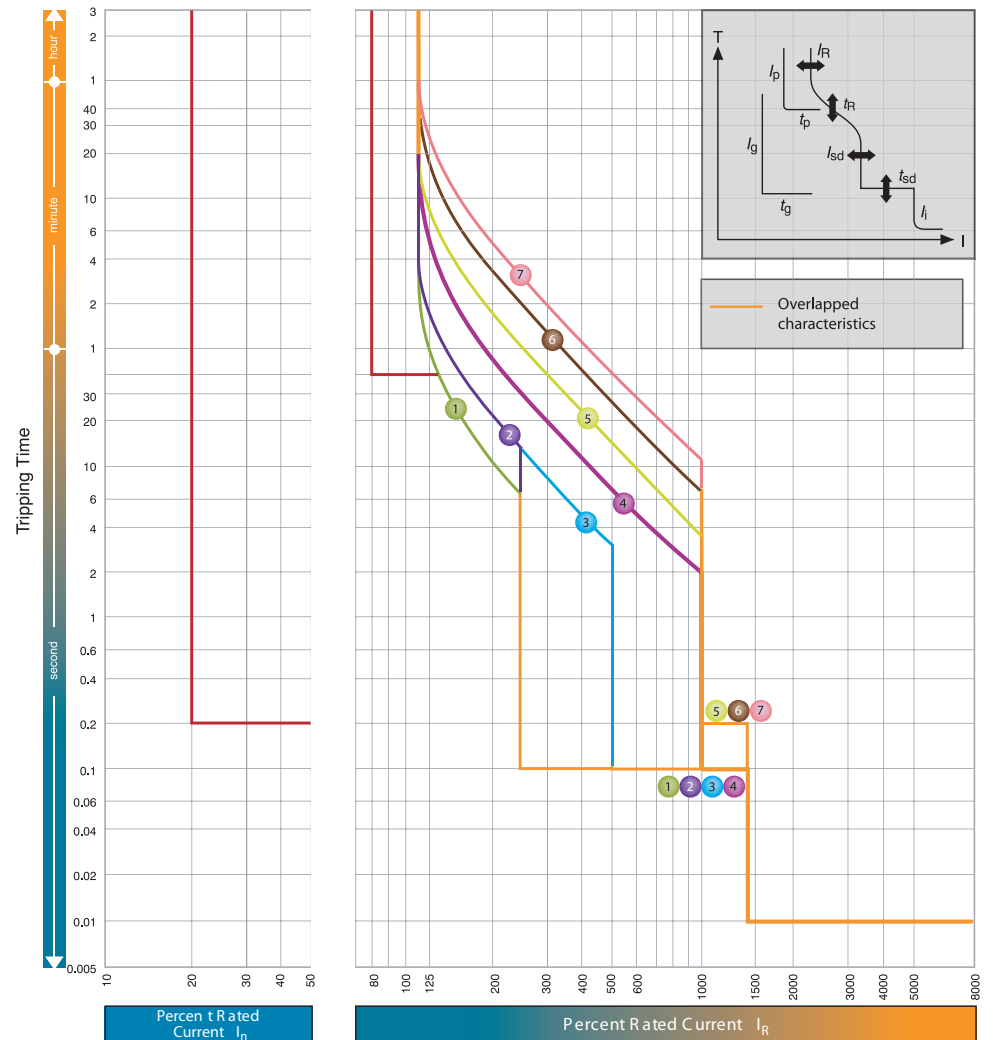 Tripping Time
hour
minute
second
3
2
1
40
30
20
10
6
4
2
1
30
20
10
6
4
2
1
0.6
0.4
0.2
0.1
0.06
0.04
0.02
0.01
0.005
10
20
30
40
50
Percen t Rated
Current In
7
6
1
5
2
4
3
5 6 7
1 2 3 4
80
100
125
200
300
400
500
600
800
1000
1500
2000
3000
4000
5000
8000
Percent Rated Current IR
T
IR
Ip
tR
tp
Ig
Isd
tsd
tg
Ii
I
Overlapped
characteristics